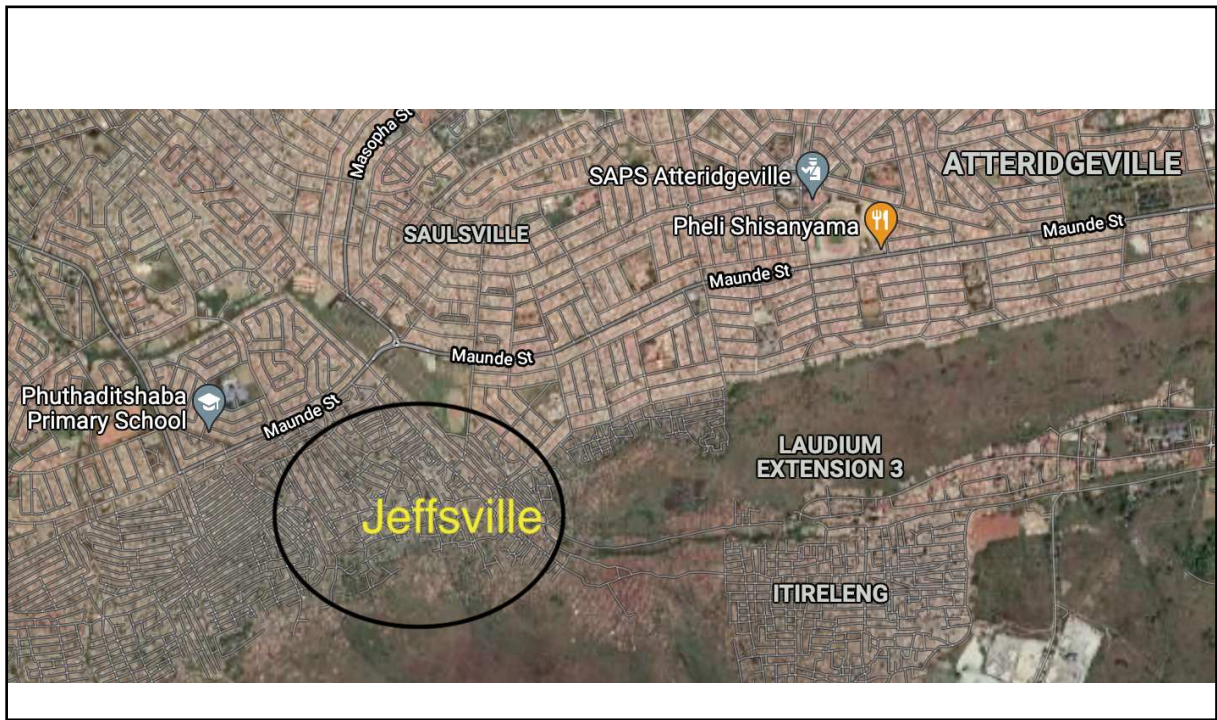 Masopha St
SAPS Atteridgeville
ATTERIDGEVILLE
SAULSVILLE
Pheli Shisanyama
Maunde St
Maunde St
Maunde St
Phuthaditshaba
Primary School
Maunde St
LAUDIUM
EXTENSION 3
Jeffsville
ITIRELENG